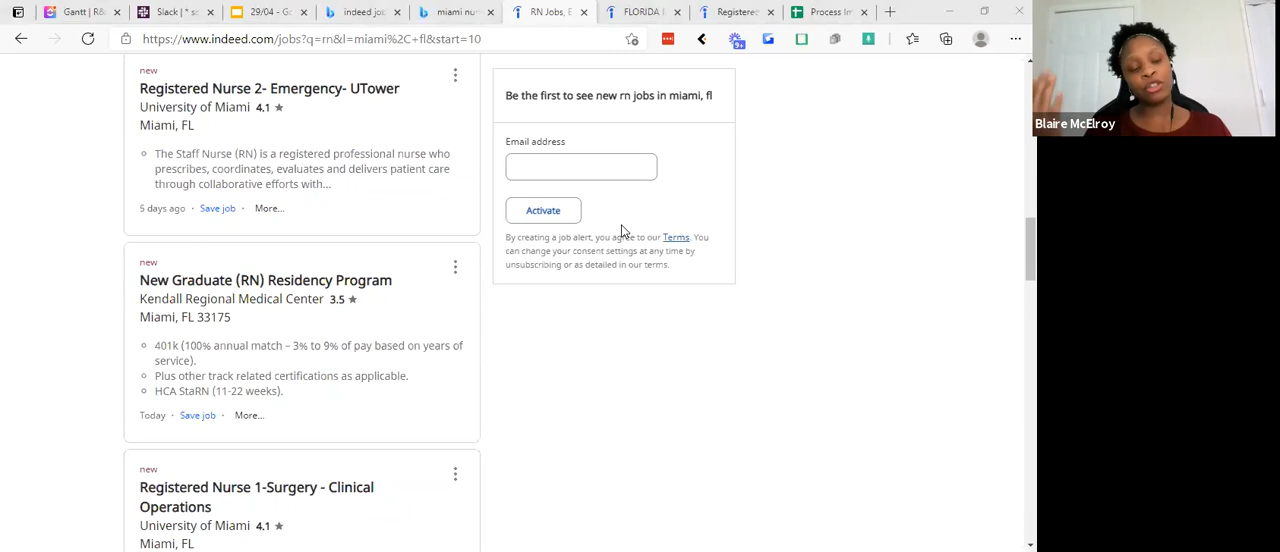 Gantt | R&
Slack | * s
29/04 - G
indeed jo
miami nu
RN Jobs, E
FLORIDA
Registere
Process Im
https://www.indeed.com/jobs?q=rn&l=miami%2C+fl&start=10
9+
new
Registered Nurse 2- Emergency- UTower
University of Miami 4.1 ★
Miami, FL
The Staff Nurse (RN) is a registered professional nurse who
prescribes, coordinates, evaluates and delivers patient care
through collaborative efforts with...
5 days ago · Save job · More...
new
New Graduate (RN) Residency Program
Kendall Regional Medical Center 3.5 ★
Miami, FL 33175
401k (100% annual match – 3% to 9% of pay based on years of
service).
Plus other track related certifications as applicable.
HCA StaRN (11-22 weeks).
Today · Save job · More...
new
Registered Nurse 1-Surgery - Clinical
Operations
University of Miami 4.1 ★
Miami, FL
Be the first to see new rn jobs in miami, fl
Email address
Activate
By creating a job alert, you agree to our Terms. You
can change your consent settings at any time by
unsubscribing or as detailed in our terms.
Blaire McElroy